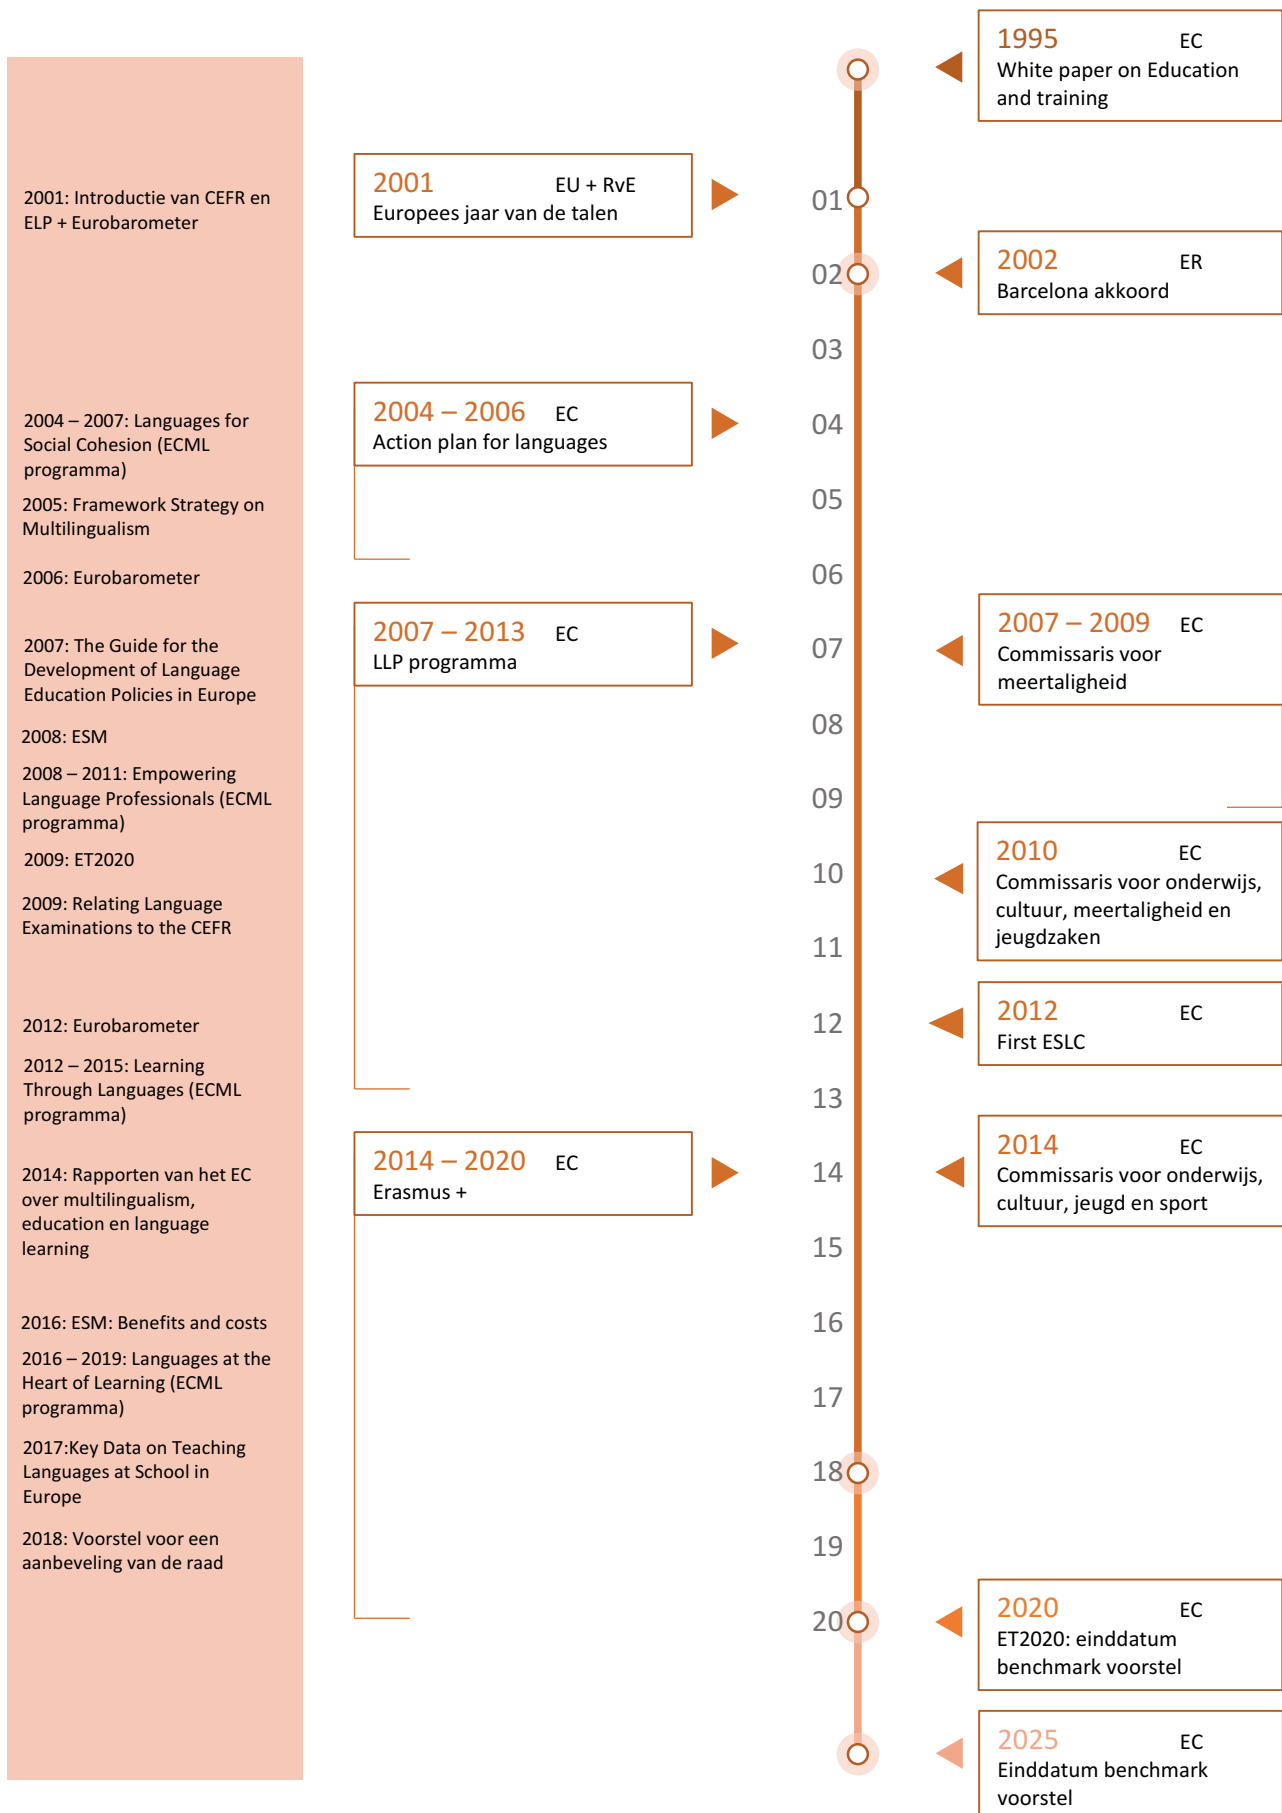 2001: Introductie van CEFR en
ELP + Eurobarometer
2004 – 2007: Languages for
Social Cohesion (ECML
programma)
2005: Framework Strategy on
Multilingualism
2006: Eurobarometer
2007: The Guide for the
Development of Language
Education Policies in Europe
2008: ESM
2008 – 2011: Empowering
Language Professionals (ECML
programma)
2009: ET2020
2009: Relating Language
Examinations to the CEFR
2012: Eurobarometer
2012 – 2015: Learning
Through Languages (ECML
programma)
2014: Rapporten van het EC
over multilingualism,
education en language
learning
2016: ESM: Benefits and costs
2016 – 2019: Languages at the
Heart of Learning (ECML
programma)
2017:Key Data on Teaching
Languages at School in
Europe
2018: Voorstel voor een
aanbeveling van de raad
2001 EU + RvE
Europees jaar van de talen
2004 – 2006 EC
Action plan for languages
2007 – 2013 EC
LLP programma
2014 – 2020 EC
Erasmus +
01
02
03
04
05
06
07
08
09
10
11
12
13
14
15
16
17
18
19
20
1995 EC
White paper on Education
and training
2002 ER
Barcelona akkoord
2007 – 2009 EC
Commissaris voor
meertaligheid
2010 EC
Commissaris voor onderwijs,
cultuur, meertaligheid en
jeugdzaken
2012 EC
First ESLC
2014 EC
Commissaris voor onderwijs,
cultuur, jeugd en sport
2020 EC
ET2020: einddatum
benchmark voorstel
2025 EC
Einddatum benchmark
voorstel